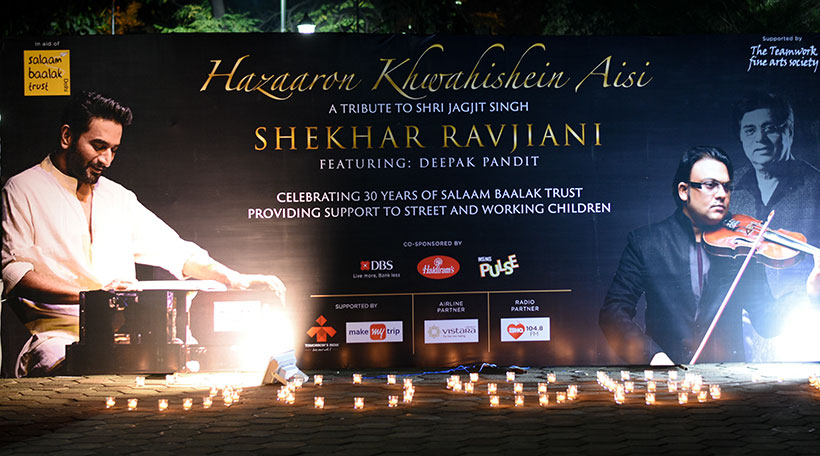 In aid of
salaam
baalak
trust
Delhi
Supported by
The Teamwork
fine arts society
Hazaaron Khwahishein Aisi
A TRIBUTE TO SHRI JAGJIT SINGH
SHEKHAR RAVJIANI
FEATURING: DEEPAK PANDIT
CELEBRATING 30 YEARS OF SALAAM BAALAK TRUST
PROVIDING SUPPORT TO STREET AND WORKING CHILDREN
CO-SPONSORED BY
DBS
Live more, Bank less
Haldiram's
PULSE
SUPPORTED BY
AIRLINE
PARTNER
RADIO
PARTNER
make my trip
VISTARA
ISHQ 104.8
FM